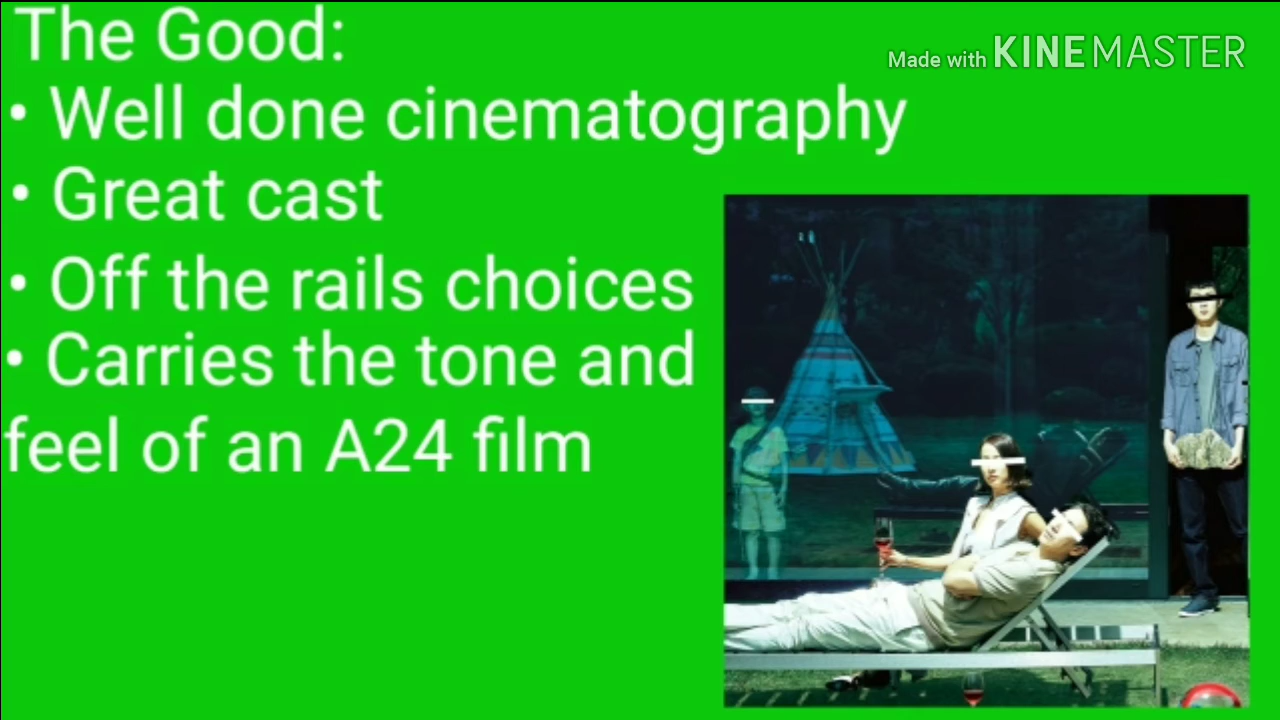 The Good:
Made with KINEMASTER
• Well done cinematography
• Great cast
• Off the rails choices
• Carries the tone and
feel of an A24 film